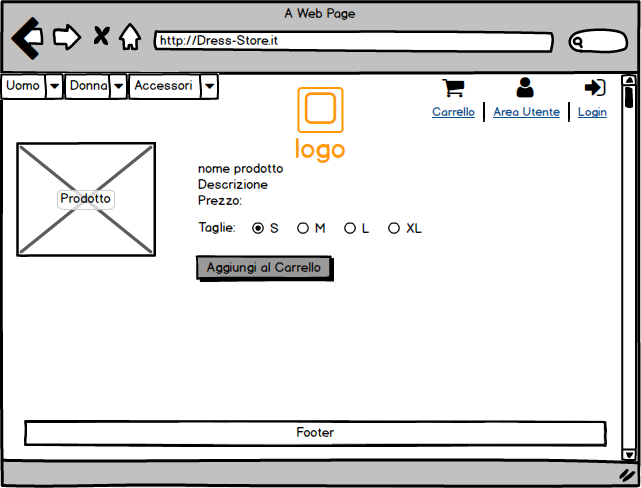 A Web Page
http://Dress-Store.it
Uomo Donna Accessori
Carrello Area Utente Login
logo
Prodotto
nome prodotto
Descrizione
Prezzo:
Taglie: S M L XL
Aggiungi al Carrello
Footer